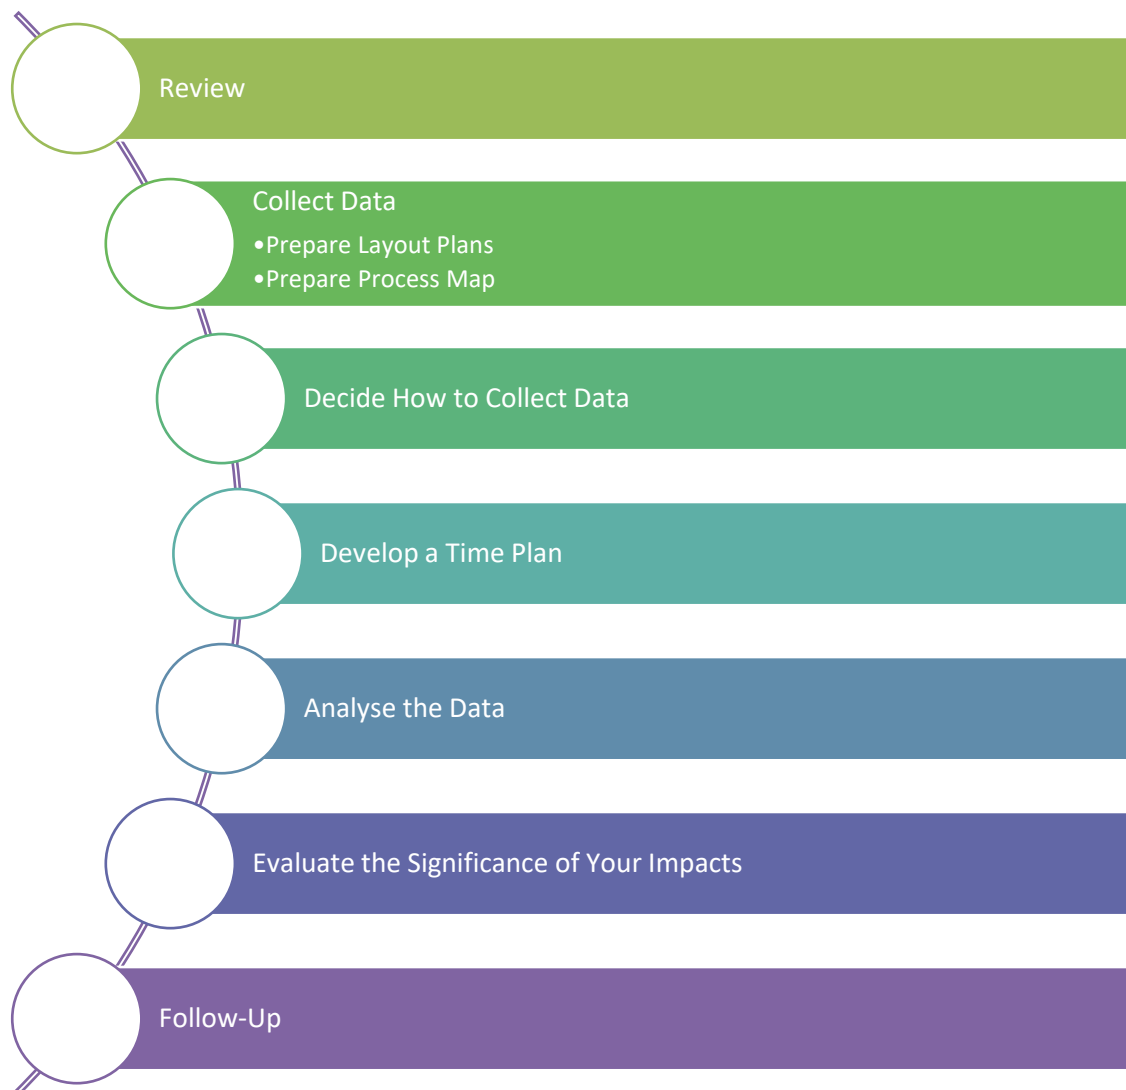 Review
Collect Data
•Prepare Layout Plans
•Prepare Process Map
Decide How to Collect Data
Develop a Time Plan
Analyse the Data
Evaluate the Significance of Your Impacts
Follow-Up